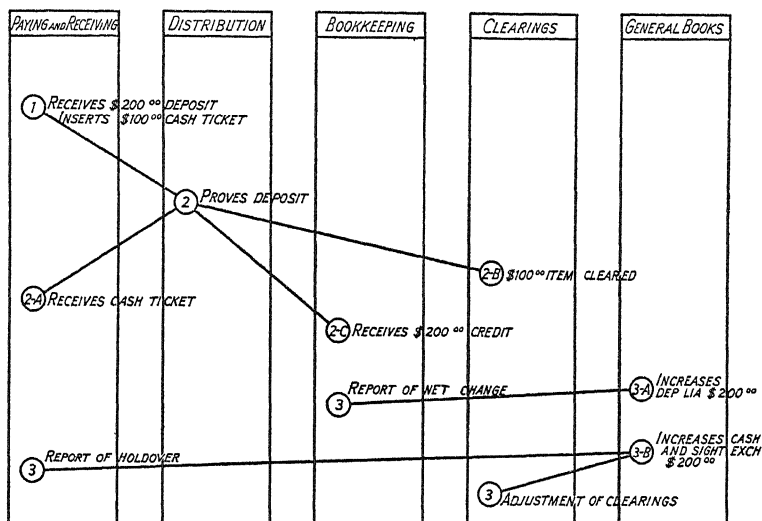 PAYING AND RECEIVING
DISTRIBUTION
BOOKKEEPING
CLEARINGS
GENERAL BOOKS
1 RECEIVES $200 00 DEPOSIT
INSERTS $100 00 CASH TICKET
2 PROVES DEPOSIT
2-B $100 00 ITEM CLEARED
2-A RECEIVES CASH TICKET
2-C RECEIVES $200 00 CREDIT
3 REPORT OF NET CHANGE
3-A INCREASES
DEP LIA $200 00
3 REPORT OF HOLDOVER
3-B INCREASES CASH
AND SIGHT EXCH
$200 00
3 ADJUSTMENT OF CLEARINGS